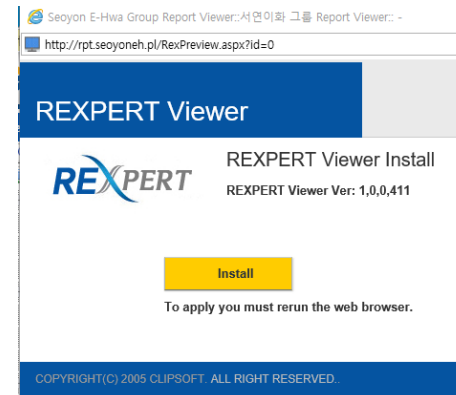 Seoyon E-Hwa Group Report Viewer::서연이화 그룹 Report Viewer:: -
http://rpt.seoyoneh.pl/RexPreview.aspx?id=0
REXPERT Viewer
REXPERT
REXPERT Viewer Install
REXPERT Viewer Ver: 1,0,0,411
Install
To apply you must rerun the web browser.
COPYRIGHT(C) 2005 CLIPSOFT. ALL RIGHT RESERVED..